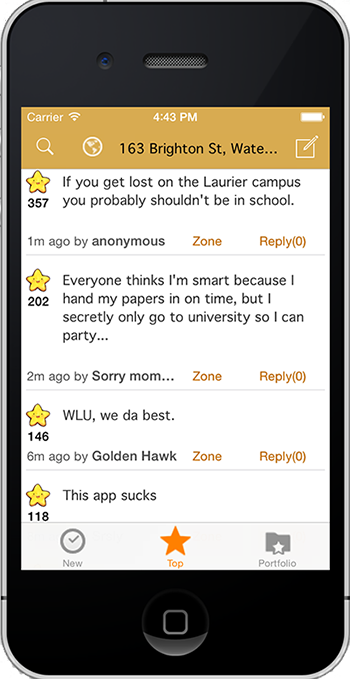 Carrier 4:43 PM
163 Brighton St, Wate...
If you get lost on the Laurier campus
357 you probably shouldn't be in school.
1m ago by anonymous Zone Reply(0)
Everyone thinks I'm smart because I
202 hand my papers in on time, but I
secretly only go to university so I can
party...
2m ago by Sorry mom... Zone Reply(0)
WLU, we da best.
146
6m ago by Golden Hawk Zone Reply(0)
This app sucks
118
New Top Portfolio